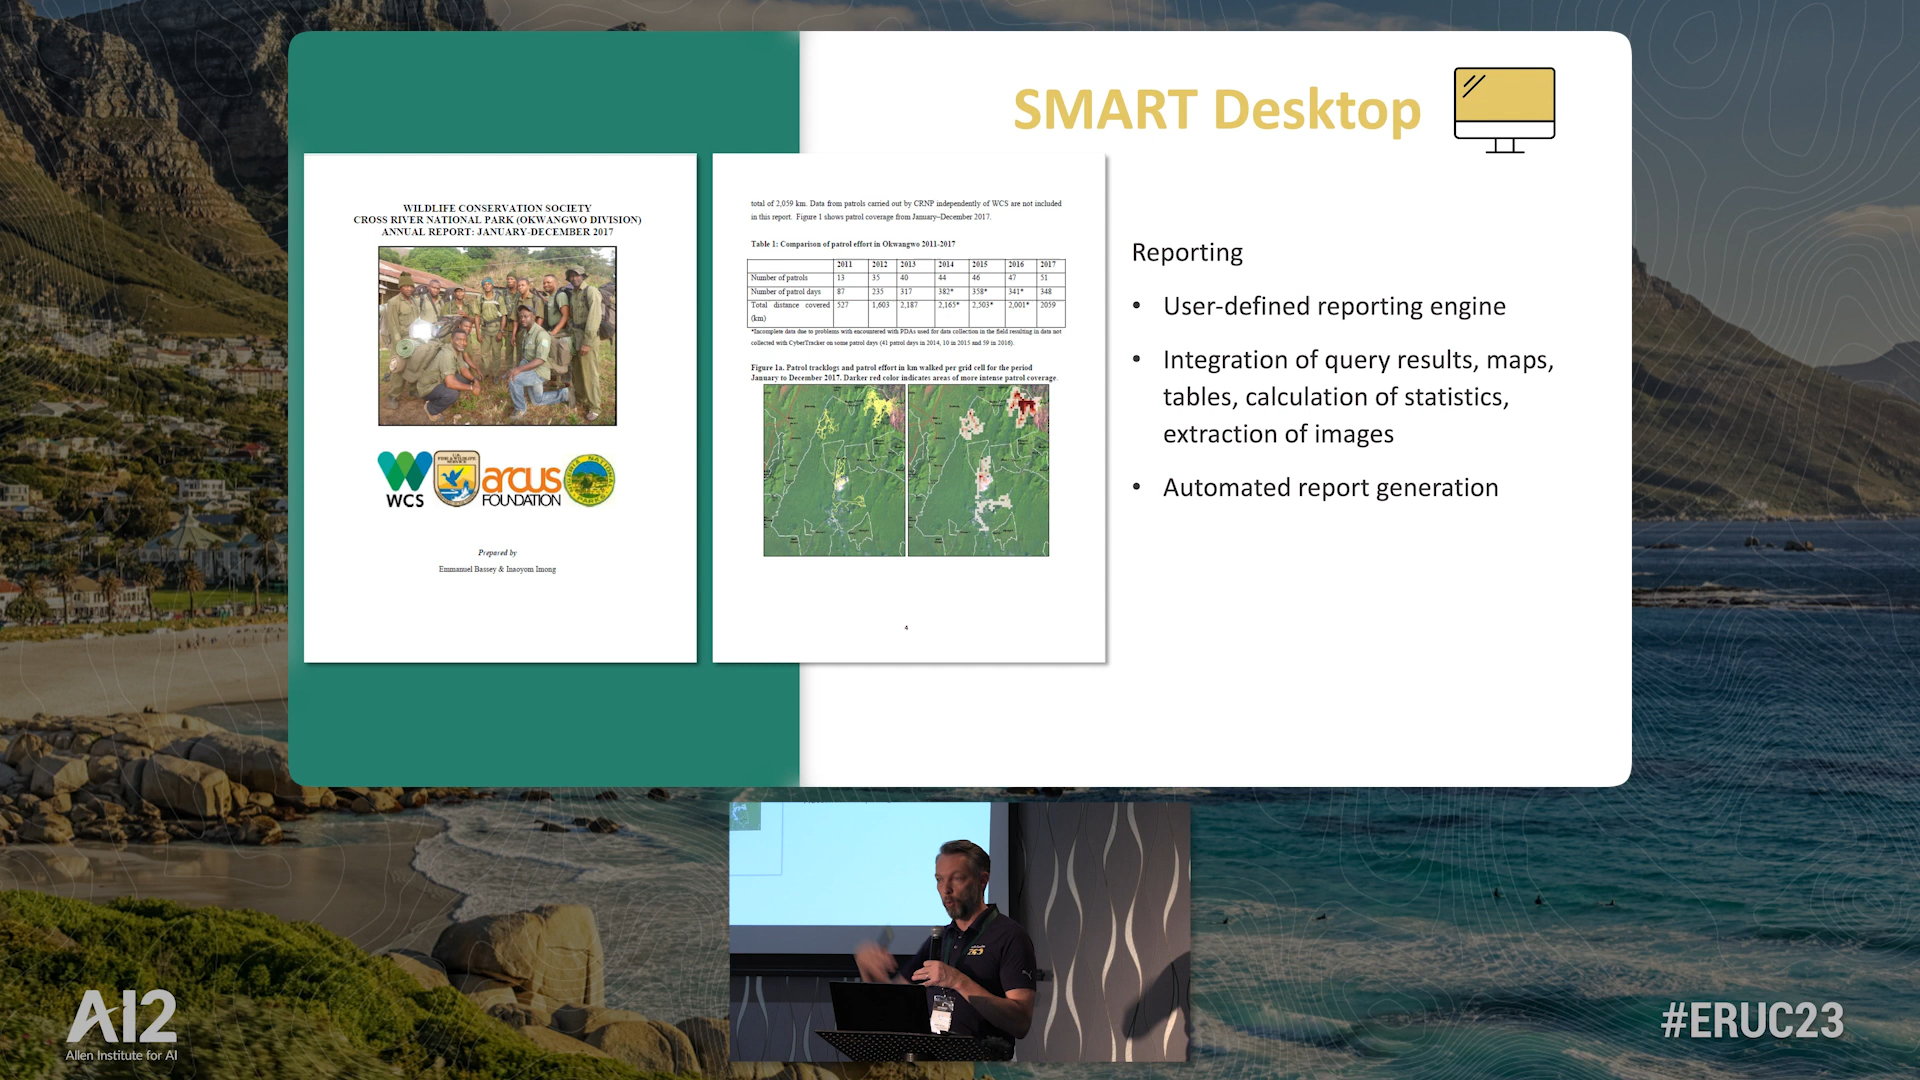 SMART Desktop
WILDLIFE CONSERVATION SOCIETY
CROSS RIVER NATIONAL PARK (OKWANGWO DIVISION)
ANNUAL REPORT: JANUARY-DECEMBER 2017
WCS
arcus
FOUNDATION
Prepared by
Emmanuel Bassey & Inaoyom Imong
total of 2,059 km. Data from patrols carried out by CRNP independently of WCS are not included
in this report. Figure 1 shows patrol coverage from January–December 2017.
Table 1: Comparison of patrol effort in Okwangwo 2011-2017
2011 2012 2013 2014 2015 2016 2017
Number of patrols 13 35 40 44 46 47 51
Number of patrol days 87 235 317 382* 358* 341* 348
Total distance covered 527 1,603 2,187 2,165* 2,503* 2,001* 2059
(km)
*Incomplete data due to problems with encountered with PDAs used for data collection in the field resulting in data not
collected with CyberTracker on some patrol days (41 patrol days in 2014, 10 in 2015 and 59 in 2016).
Figure 1a. Patrol tracklogs and patrol effort in km walked per grid cell for the period
January to December 2017. Darker red color indicates areas of more intense patrol coverage.
4
Reporting
• User-defined reporting engine
• Integration of query results, maps,
tables, calculation of statistics,
extraction of images
• Automated report generation
AI2
Allen Institute for AI
#ERUC23